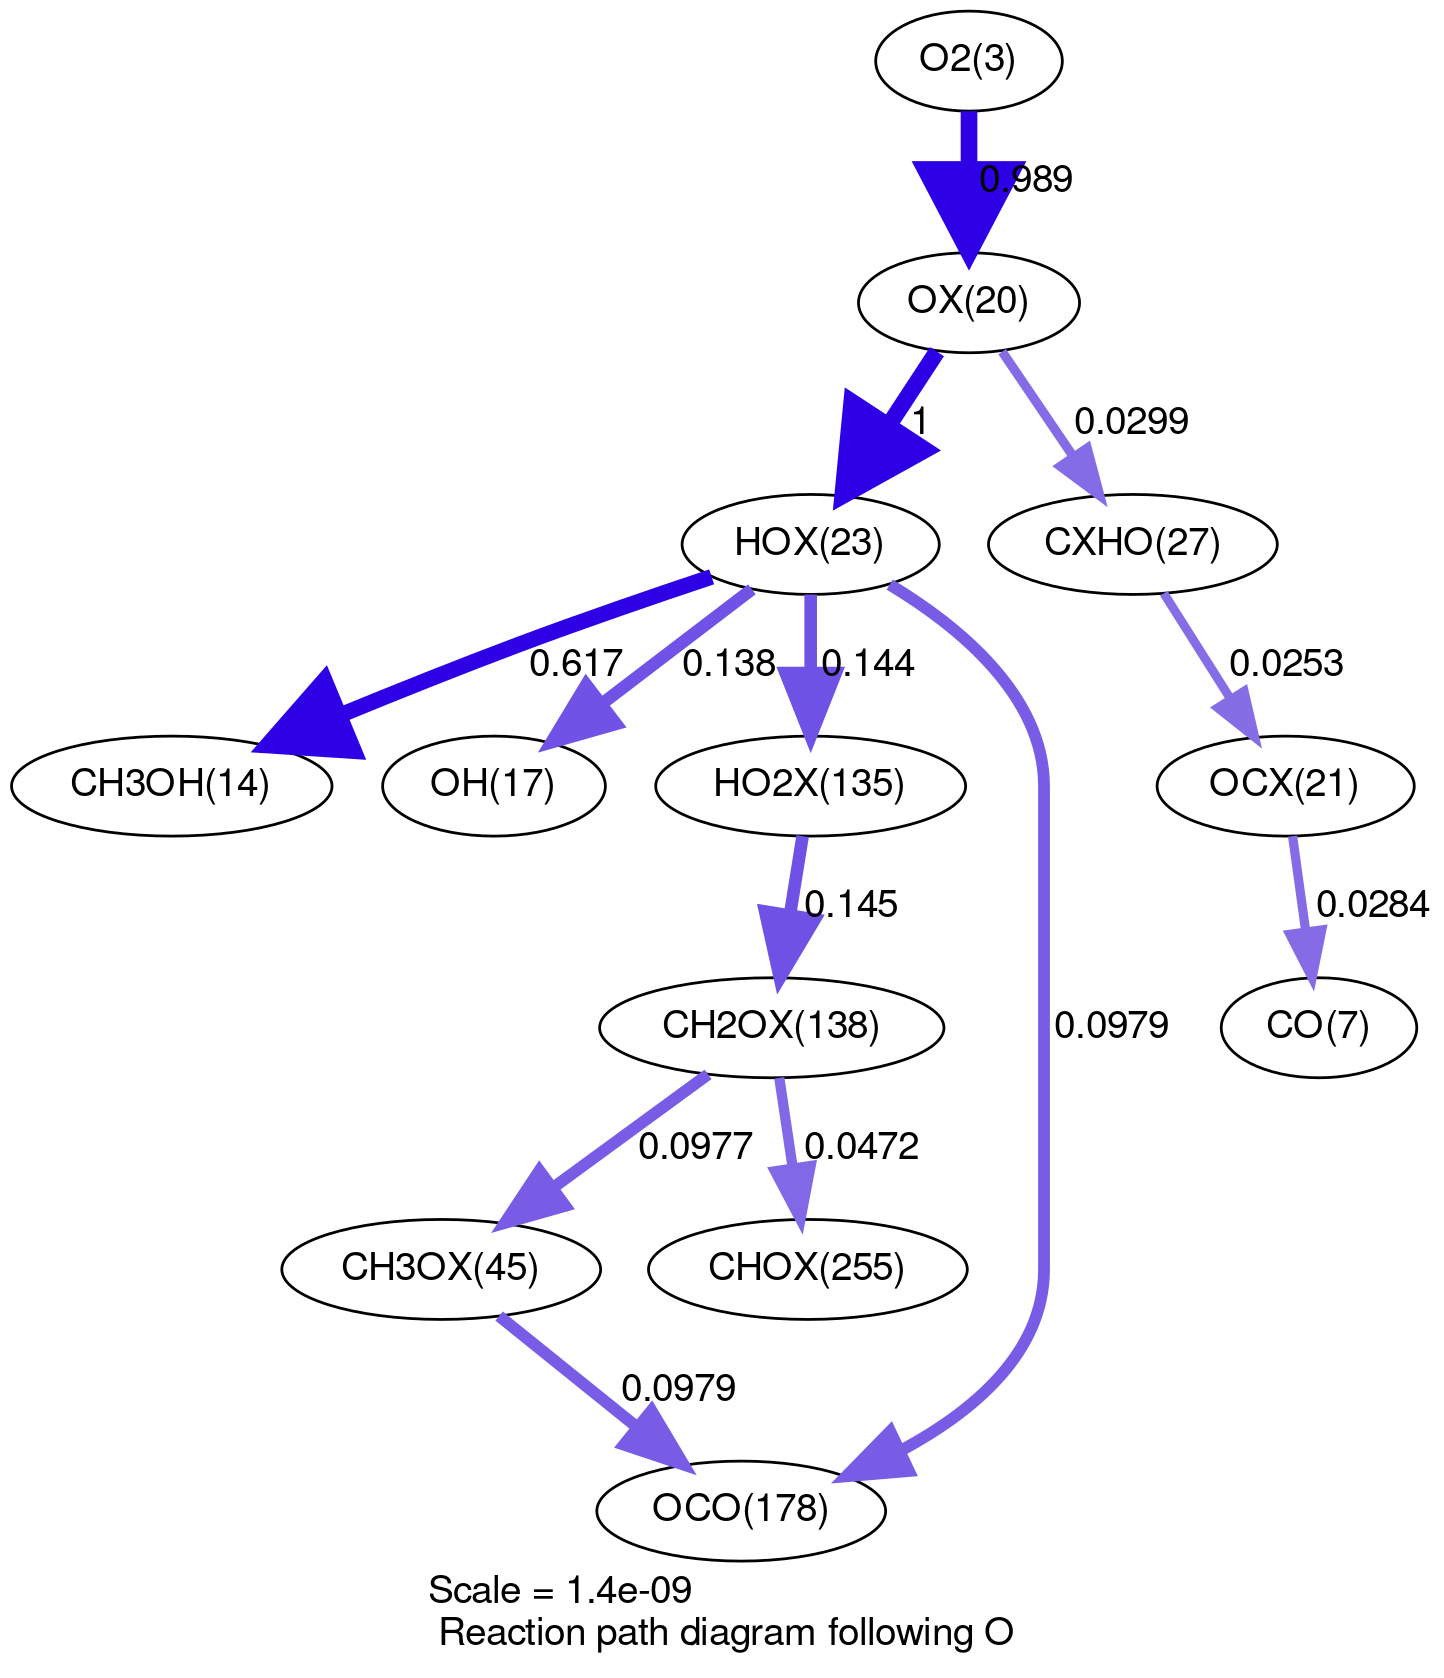 O2(3)
0.989
OX(20)
1
0.0299
HOX(23)
CXHO(27)
0.617
0.138
0.144
0.0253
CH3OH(14)
OH(17)
HO2X(135)
OCX(21)
0.145
0.0284
CH2OX(138)
0.0979
CO(7)
0.0977
0.0472
CH3OX(45)
CHOX(255)
0.0979
OCO(178)
Scale = 1.4e-09
Reaction path diagram following O